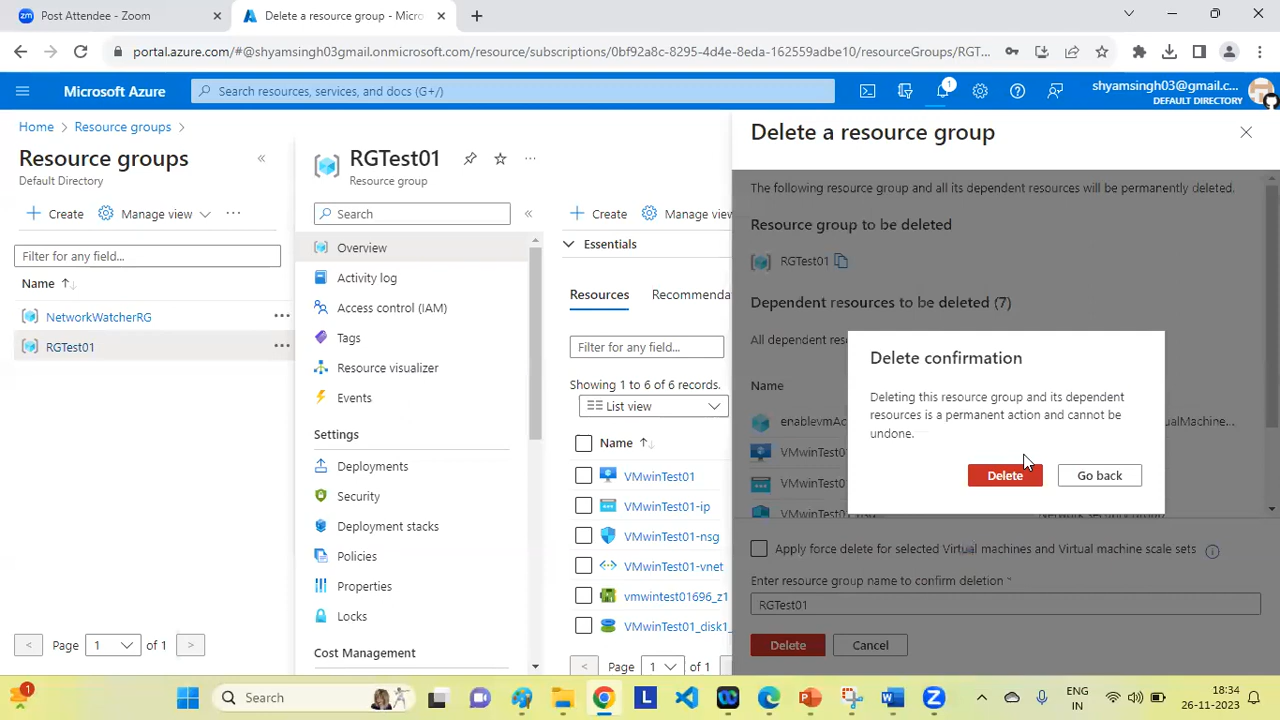 Post Attendee - Zoom
Delete a resource group - Micro
portal.azure.com/#@shyamsingh03gmail.onmicrosoft.com/resource/subscriptions/0bf92a8c-8295-4d4e-8eda-162559adbe10/resourceGroups/RGT...
Microsoft Azure
Search resources, services, and docs (G+/)
1
shyamsingh03@gmail.c...
DEFAULT DIRECTORY
Home
Resource groups
Resource groups
Default Directory
Create
Manage view
Filter for any field...
Name
NetworkWatcherRG
RGTest01
< Page 1 of 1 >
RGTest01
Resource group
Search
Overview
Activity log
Access control (IAM)
Tags
Resource visualizer
Events
Settings
Deployments
Security
Deployment stacks
Policies
Properties
Locks
Cost Management
Create
Manage view
Essentials
Resources
Recommenda
Filter for any field...
Showing 1 to 6 of 6 records.
List view
Name
VMwinTest01
VMwinTest01-ip
VMwinTest01-nsg
VMwinTest01-vnet
vmwintest01696_z1
VMwinTest01_disk1_
< Page 1 of 1
Delete a resource group
The following resource group and all its dependent resources will be permanently deleted.
Resource group to be deleted
RGTest01
Dependent resources to be deleted (7)
All dependent reso
Name
enablevmAc
VMwinTest0
Delete confirmation
Deleting this resource group and its dependent
resources is a permanent action and cannot be
undone.
Delete
Go back
Apply force delete for selected Virtual machines and Virtual machine scale sets
Enter resource group name to confirm deletion *
RGTest01
Delete
Cancel
1
Search
ENG
IN
18:34
26-11-2023